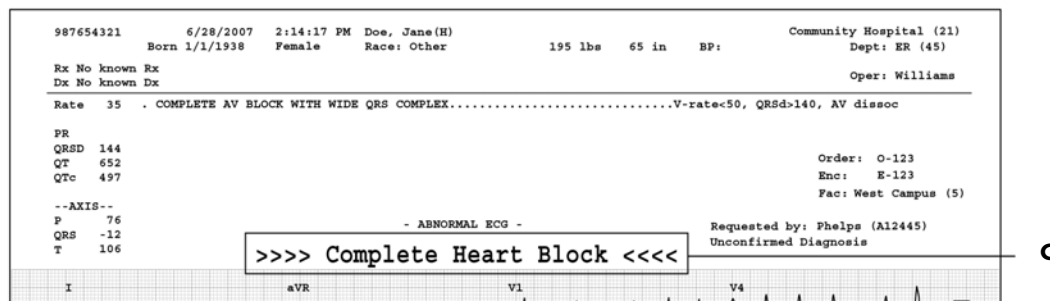 987654321 6/28/2007 2:14:17 PM Doe, Jane(H) Community Hospital (21)
Born 1/1/1938 Female Race: Other 195 lbs 65 in BP: Dept: ER (45)
Rx No known Rx
Dx No known Dx
Oper: Williams
Rate 35 . COMPLETE AV BLOCK WITH WIDE QRS COMPLEX............................V-rate<50, QRSd>140, AV dissoc
PR
QRSD 144
QT 652
QTc 497
Order: O-123
Enc: E-123
Fac: West Campus (5)
--AXIS--
P 76
QRS -12
T 106
- ABNORMAL ECG -
Requested by: Phelps (A12445)
Unconfirmed Diagnosis
>>>> Complete Heart Block <<<<
I aVR V1 V4